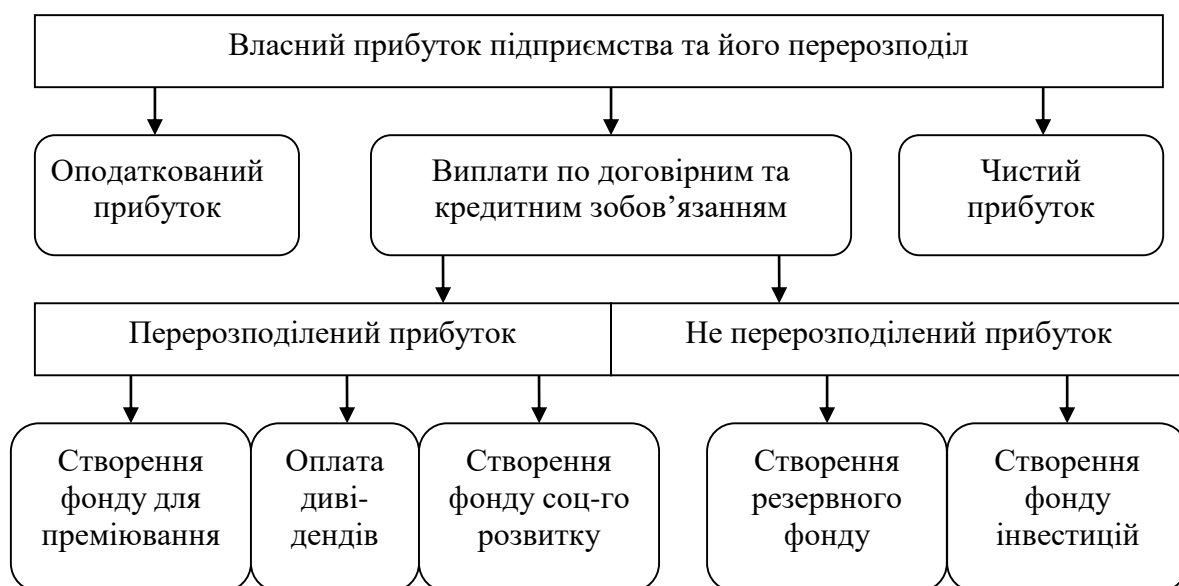 Власний прибуток підприємства та його перерозподіл
Оподаткований
прибуток
Виплати по договірним та
кредитним зобов’язанням
Чистий
прибуток
Перерозподілений прибуток
Не перерозподілений прибуток
Створення
фонду для
преміювання
Оплата
диві-
дендів
Створення
фонду соц-го
розвитку
Створення
резервного
фонду
Створення
фонду
інвестицій